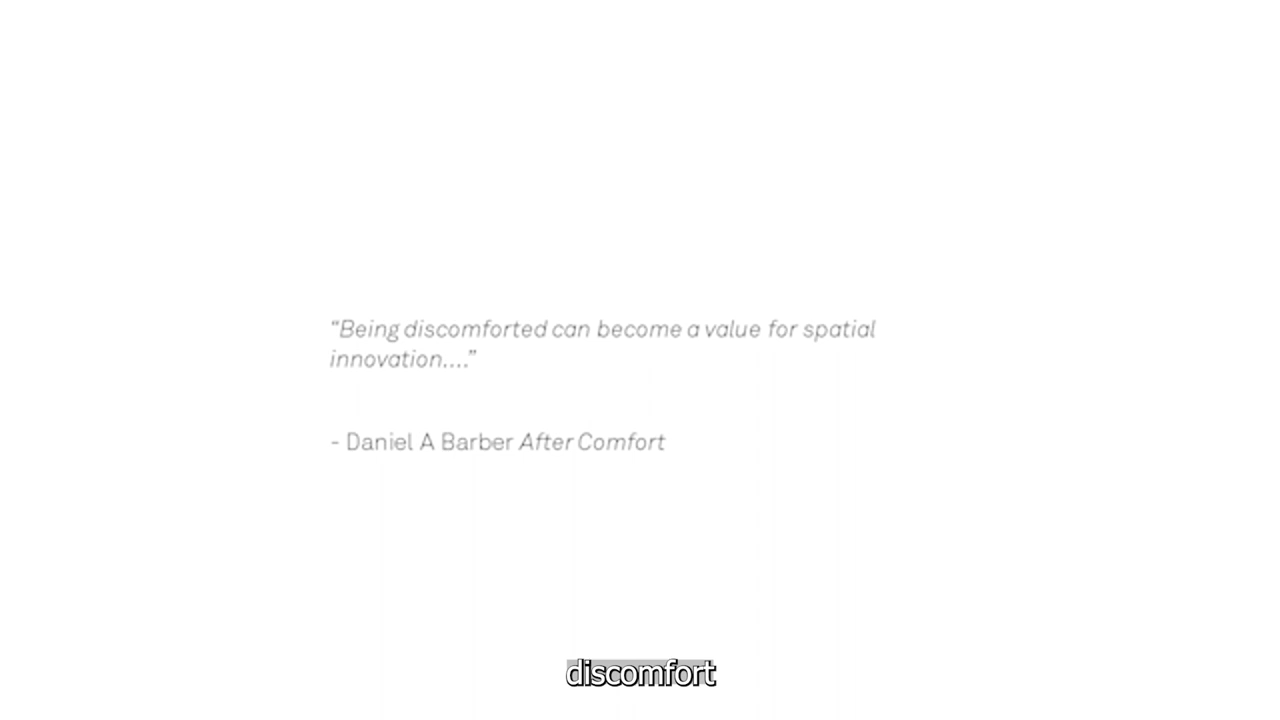 “Being discomforted can become a value for spatial
innovation....”
- Daniel A Barber After Comfort
discomfort